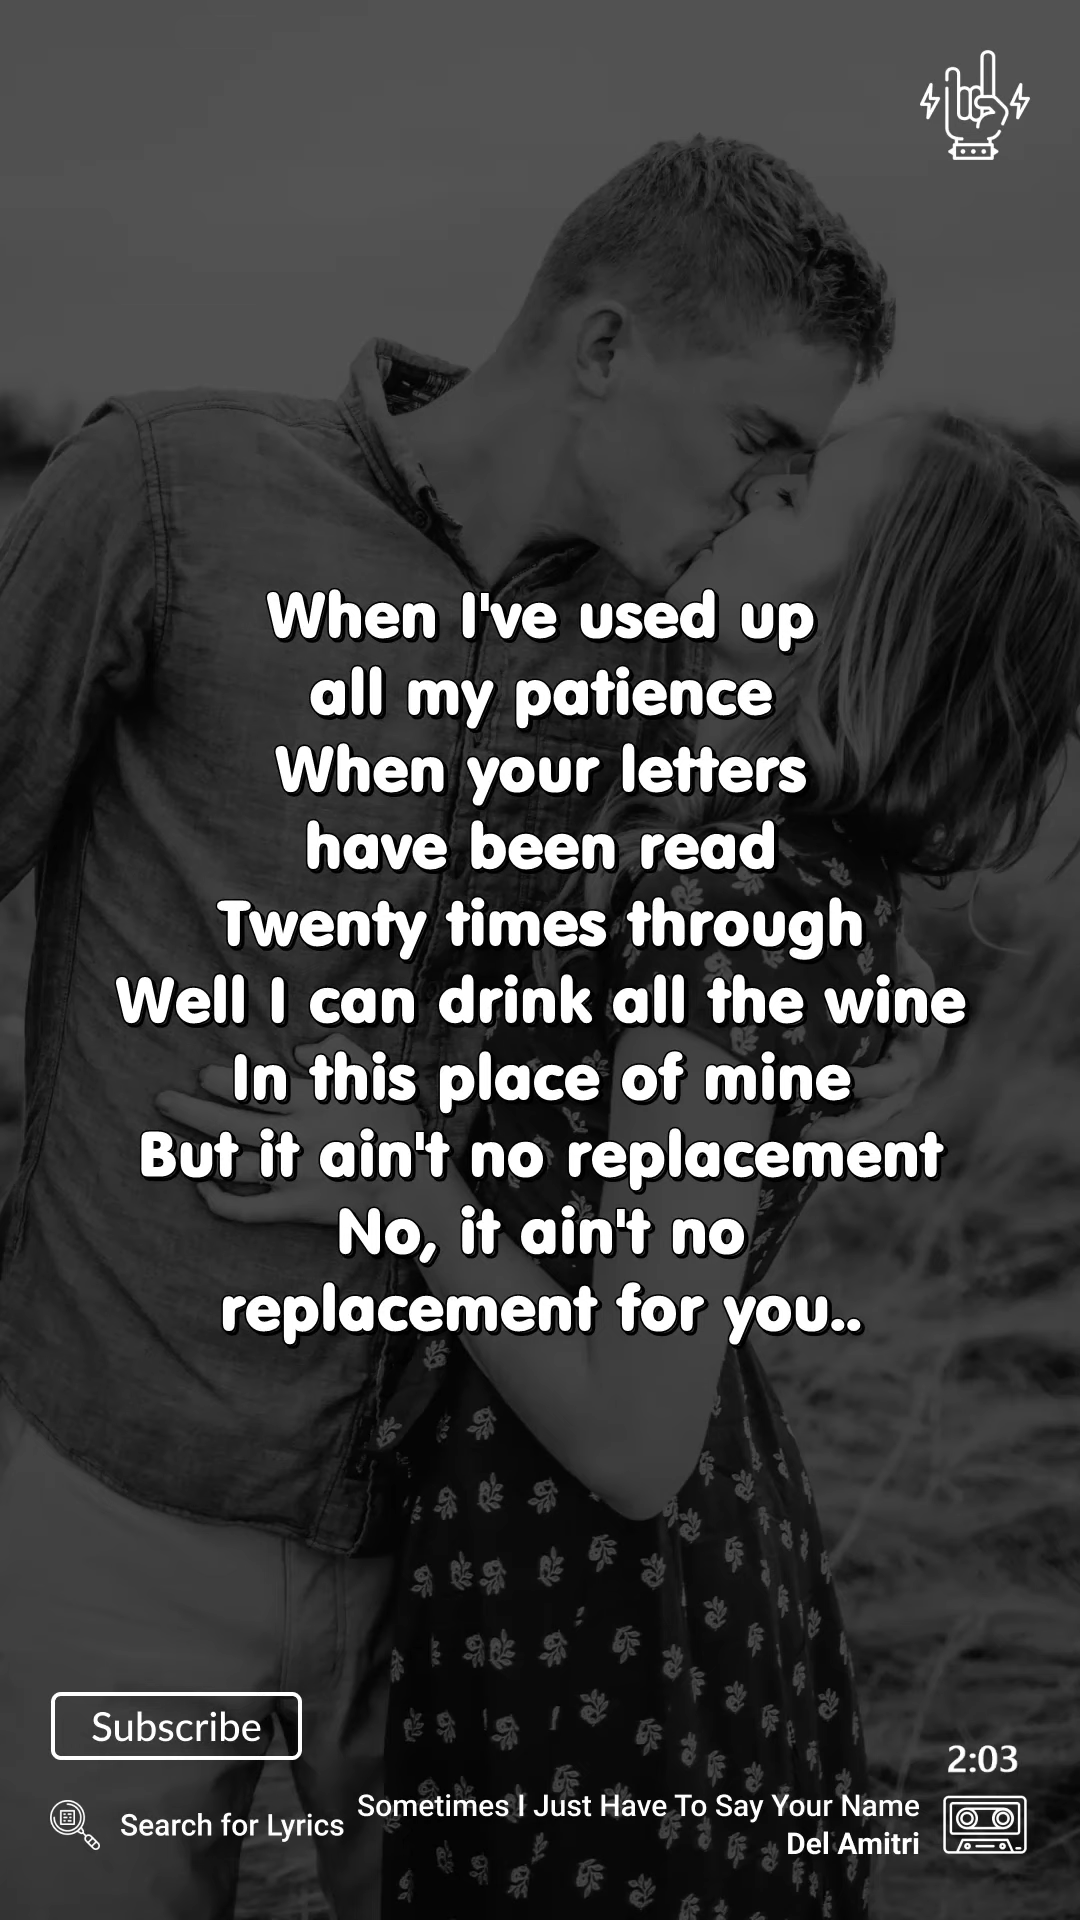 When I've used up
all my patience
When your letters
have been read
Twenty times through
Well I can drink all the wine
In this place of mine
But it ain't no replacement
No, it ain't no
replacement for you..
Subscribe
2:03
Search for Lyrics
Sometimes I Just Have To Say Your Name
Del Amitri